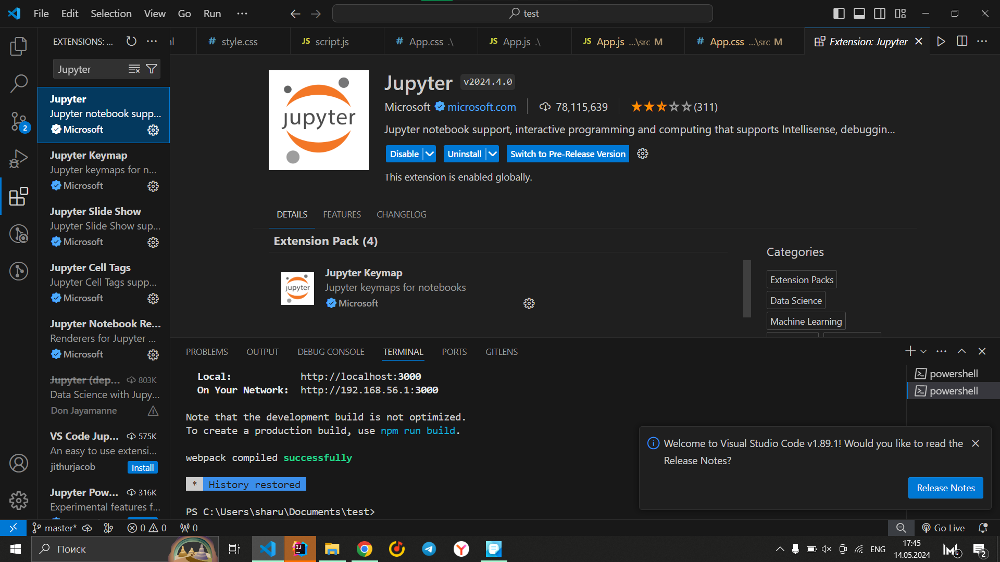 File Edit Selection View Go Run ···
test
EXTENSIONS: ...
style.css
script.js
App.css .\
App.js .\
App.js ...\src M
App.css ...\src M
Extension: Jupyter
Jupyter
Jupyter
Jupyter notebook supp...
Microsoft
Jupyter Keymap
Jupyter keymaps for n...
Microsoft
Jupyter Slide Show
Jupyter Slide Show sup...
Microsoft
Jupyter Cell Tags
Jupyter Cell Tags supp...
Microsoft
Jupyter Notebook Re...
Renderers for Jupyter ...
Microsoft
Jupyter (dep... 803K
Data Science with Jupy...
Don Jayamanne
VS Code Jup... 575K
An easy to use extensi...
jithurjacob Install
Jupyter Pow... 316K
Experimental features f...
2
jupyter
Jupyter v2024.4.0
Microsoft microsoft.com 78,115,639 (311)
Jupyter notebook support, interactive programming and computing that supports Intellisense, debuggin...
Disable Uninstall Switch to Pre-Release Version
This extension is enabled globally.
DETAILS FEATURES CHANGELOG
Extension Pack (4)
jupyter
Jupyter Keymap
Jupyter keymaps for notebooks
Microsoft
Categories
Extension Packs
Data Science
Machine Learning
PROBLEMS OUTPUT DEBUG CONSOLE TERMINAL PORTS GITLENS
Local: http://localhost:3000
On Your Network: http://192.168.56.1:3000
Note that the development build is not optimized.
To create a production build, use npm run build.
webpack compiled successfully
* History restored
PS C:\Users\sharu\Documents\test>
powershell
powershell
Welcome to Visual Studio Code v1.89.1! Would you like to read the
Release Notes?
Release Notes
master* 0 0 0
Go Live
Поиск
ENG
17:45
14.05.2024
2